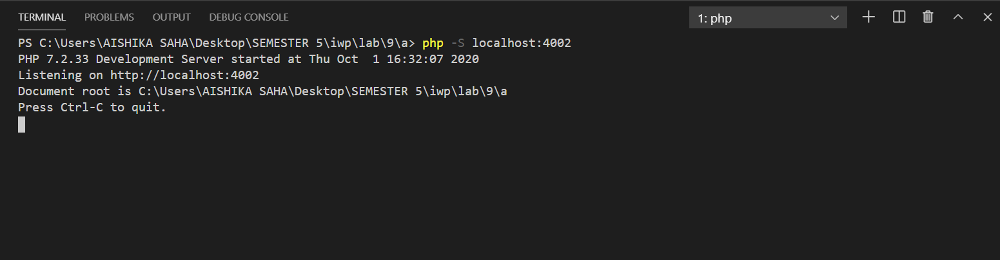 TERMINAL PROBLEMS OUTPUT DEBUG CONSOLE 1: php
PS C:\Users\AISHIKA SAHA\Desktop\SEMESTER 5\iwp\lab\9\a> php -S localhost:4002
PHP 7.2.33 Development Server started at Thu Oct  1 16:32:07 2020
Listening on http://localhost:4002
Document root is C:\Users\AISHIKA SAHA\Desktop\SEMESTER 5\iwp\lab\9\a
Press Ctrl-C to quit.